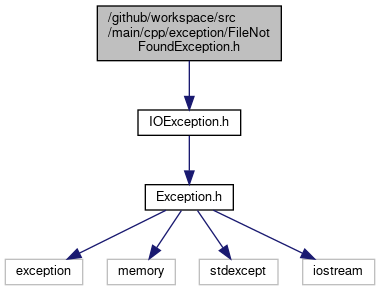 /github/workspace/src
/main/cpp/exception/FileNot
FoundException.h
IOException.h
Exception.h
exception
memory
stdexcept
iostream